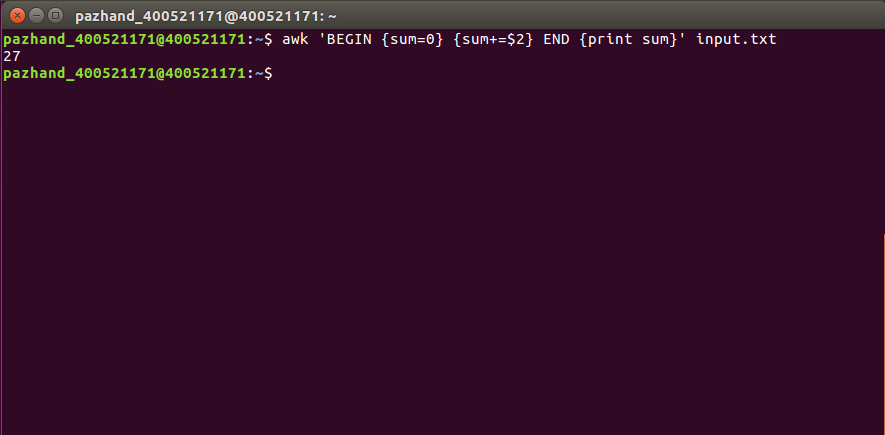 pazhand_400521171@400521171: ~
pazhand_400521171@400521171:~$ awk 'BEGIN {sum=0} {sum+=$2} END {print sum}' input.txt
27
pazhand_400521171@400521171:~$